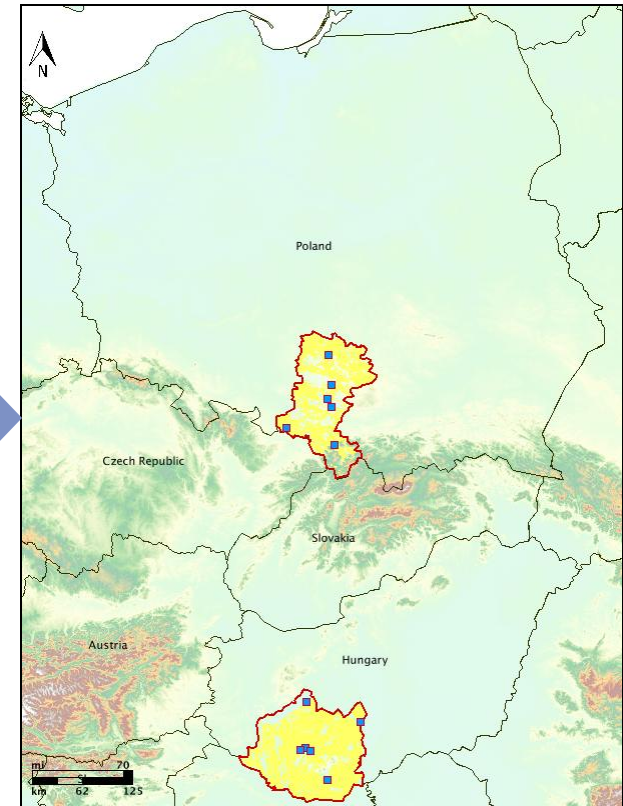 N
Poland
Czech Republic
Slovakia
Austria
Hungary
mi 70
km 62 125